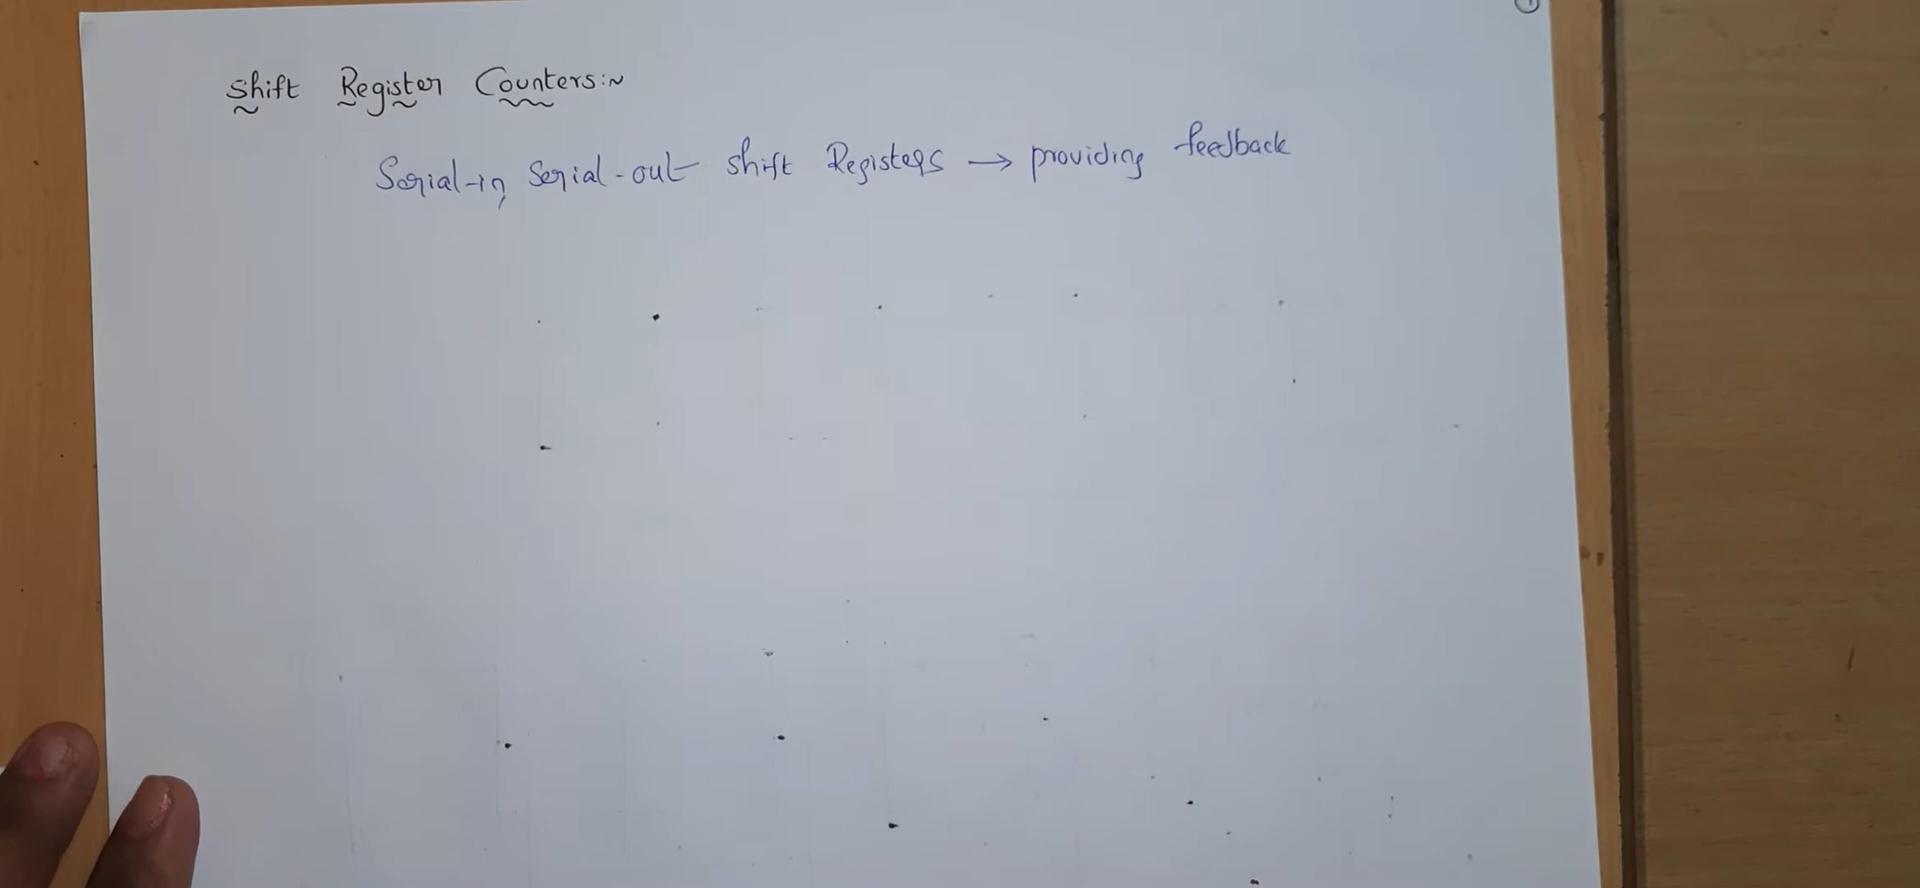 Shift Register Counters:~
Serial-in, Serial-out shift Registers → providing feedback